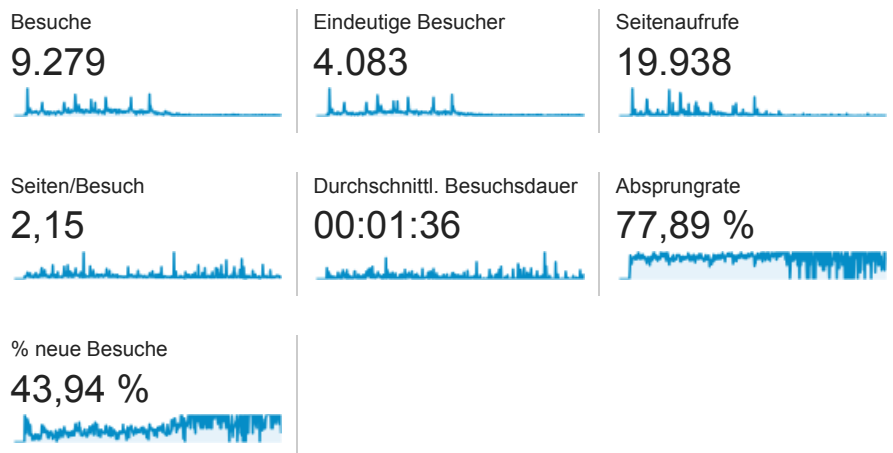 Besuche
9.279
Eindeutige Besucher
4.083
Seitenaufrufe
19.938
Seiten/Besuch
2,15
Durchschnittl. Besuchsdauer
00:01:36
Absprungrate
77,89 %
% neue Besuche
43,94 %